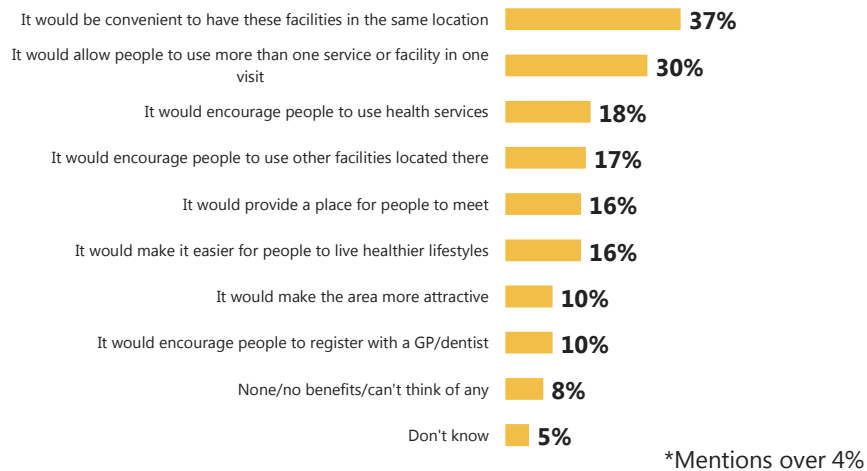 It would be convenient to have these facilities in the same location 37%
It would allow people to use more than one service or facility in one
visit 30%
It would encourage people to use health services 18%
It would encourage people to use other facilities located there 17%
It would provide a place for people to meet 16%
It would make it easier for people to live healthier lifestyles 16%
It would make the area more attractive 10%
It would encourage people to register with a GP/dentist 10%
None/no benefits/can't think of any 8%
Don't know 5%
*Mentions over 4%